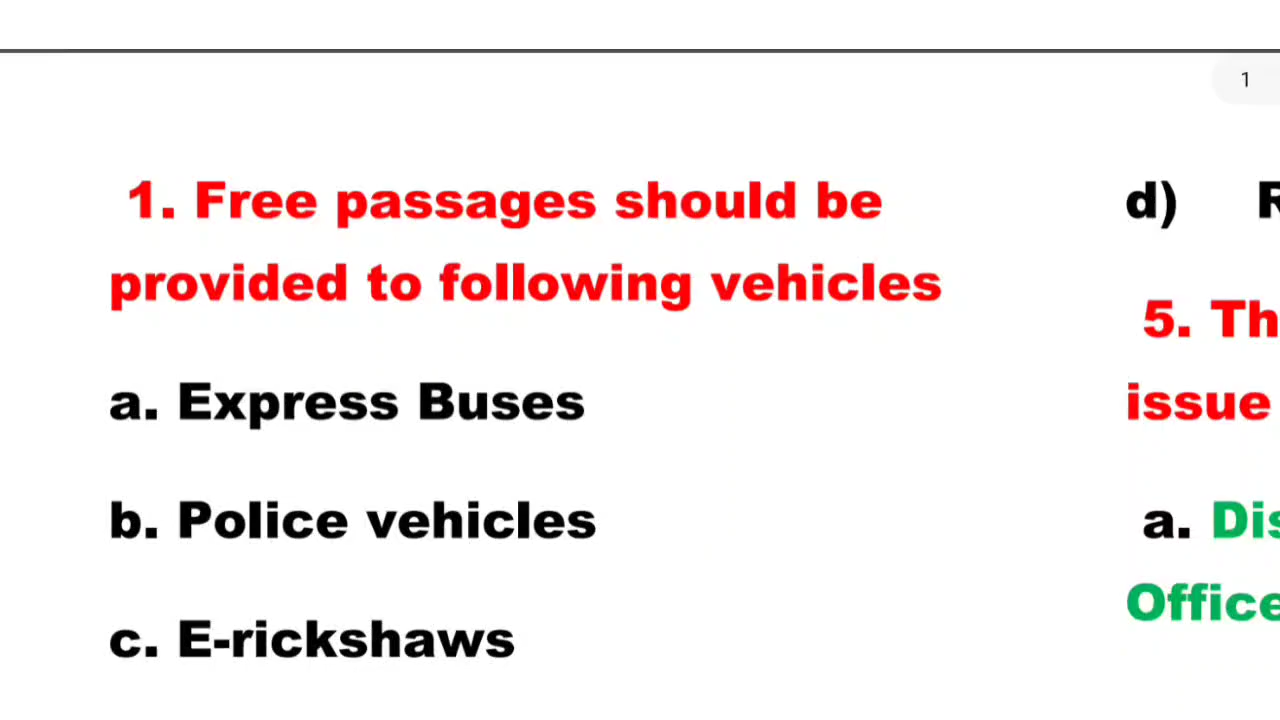 1
1. Free passages should be
provided to following vehicles
a. Express Buses
b. Police vehicles
c. E-rickshaws
d)
5. Th
issue
a. Dis
Office